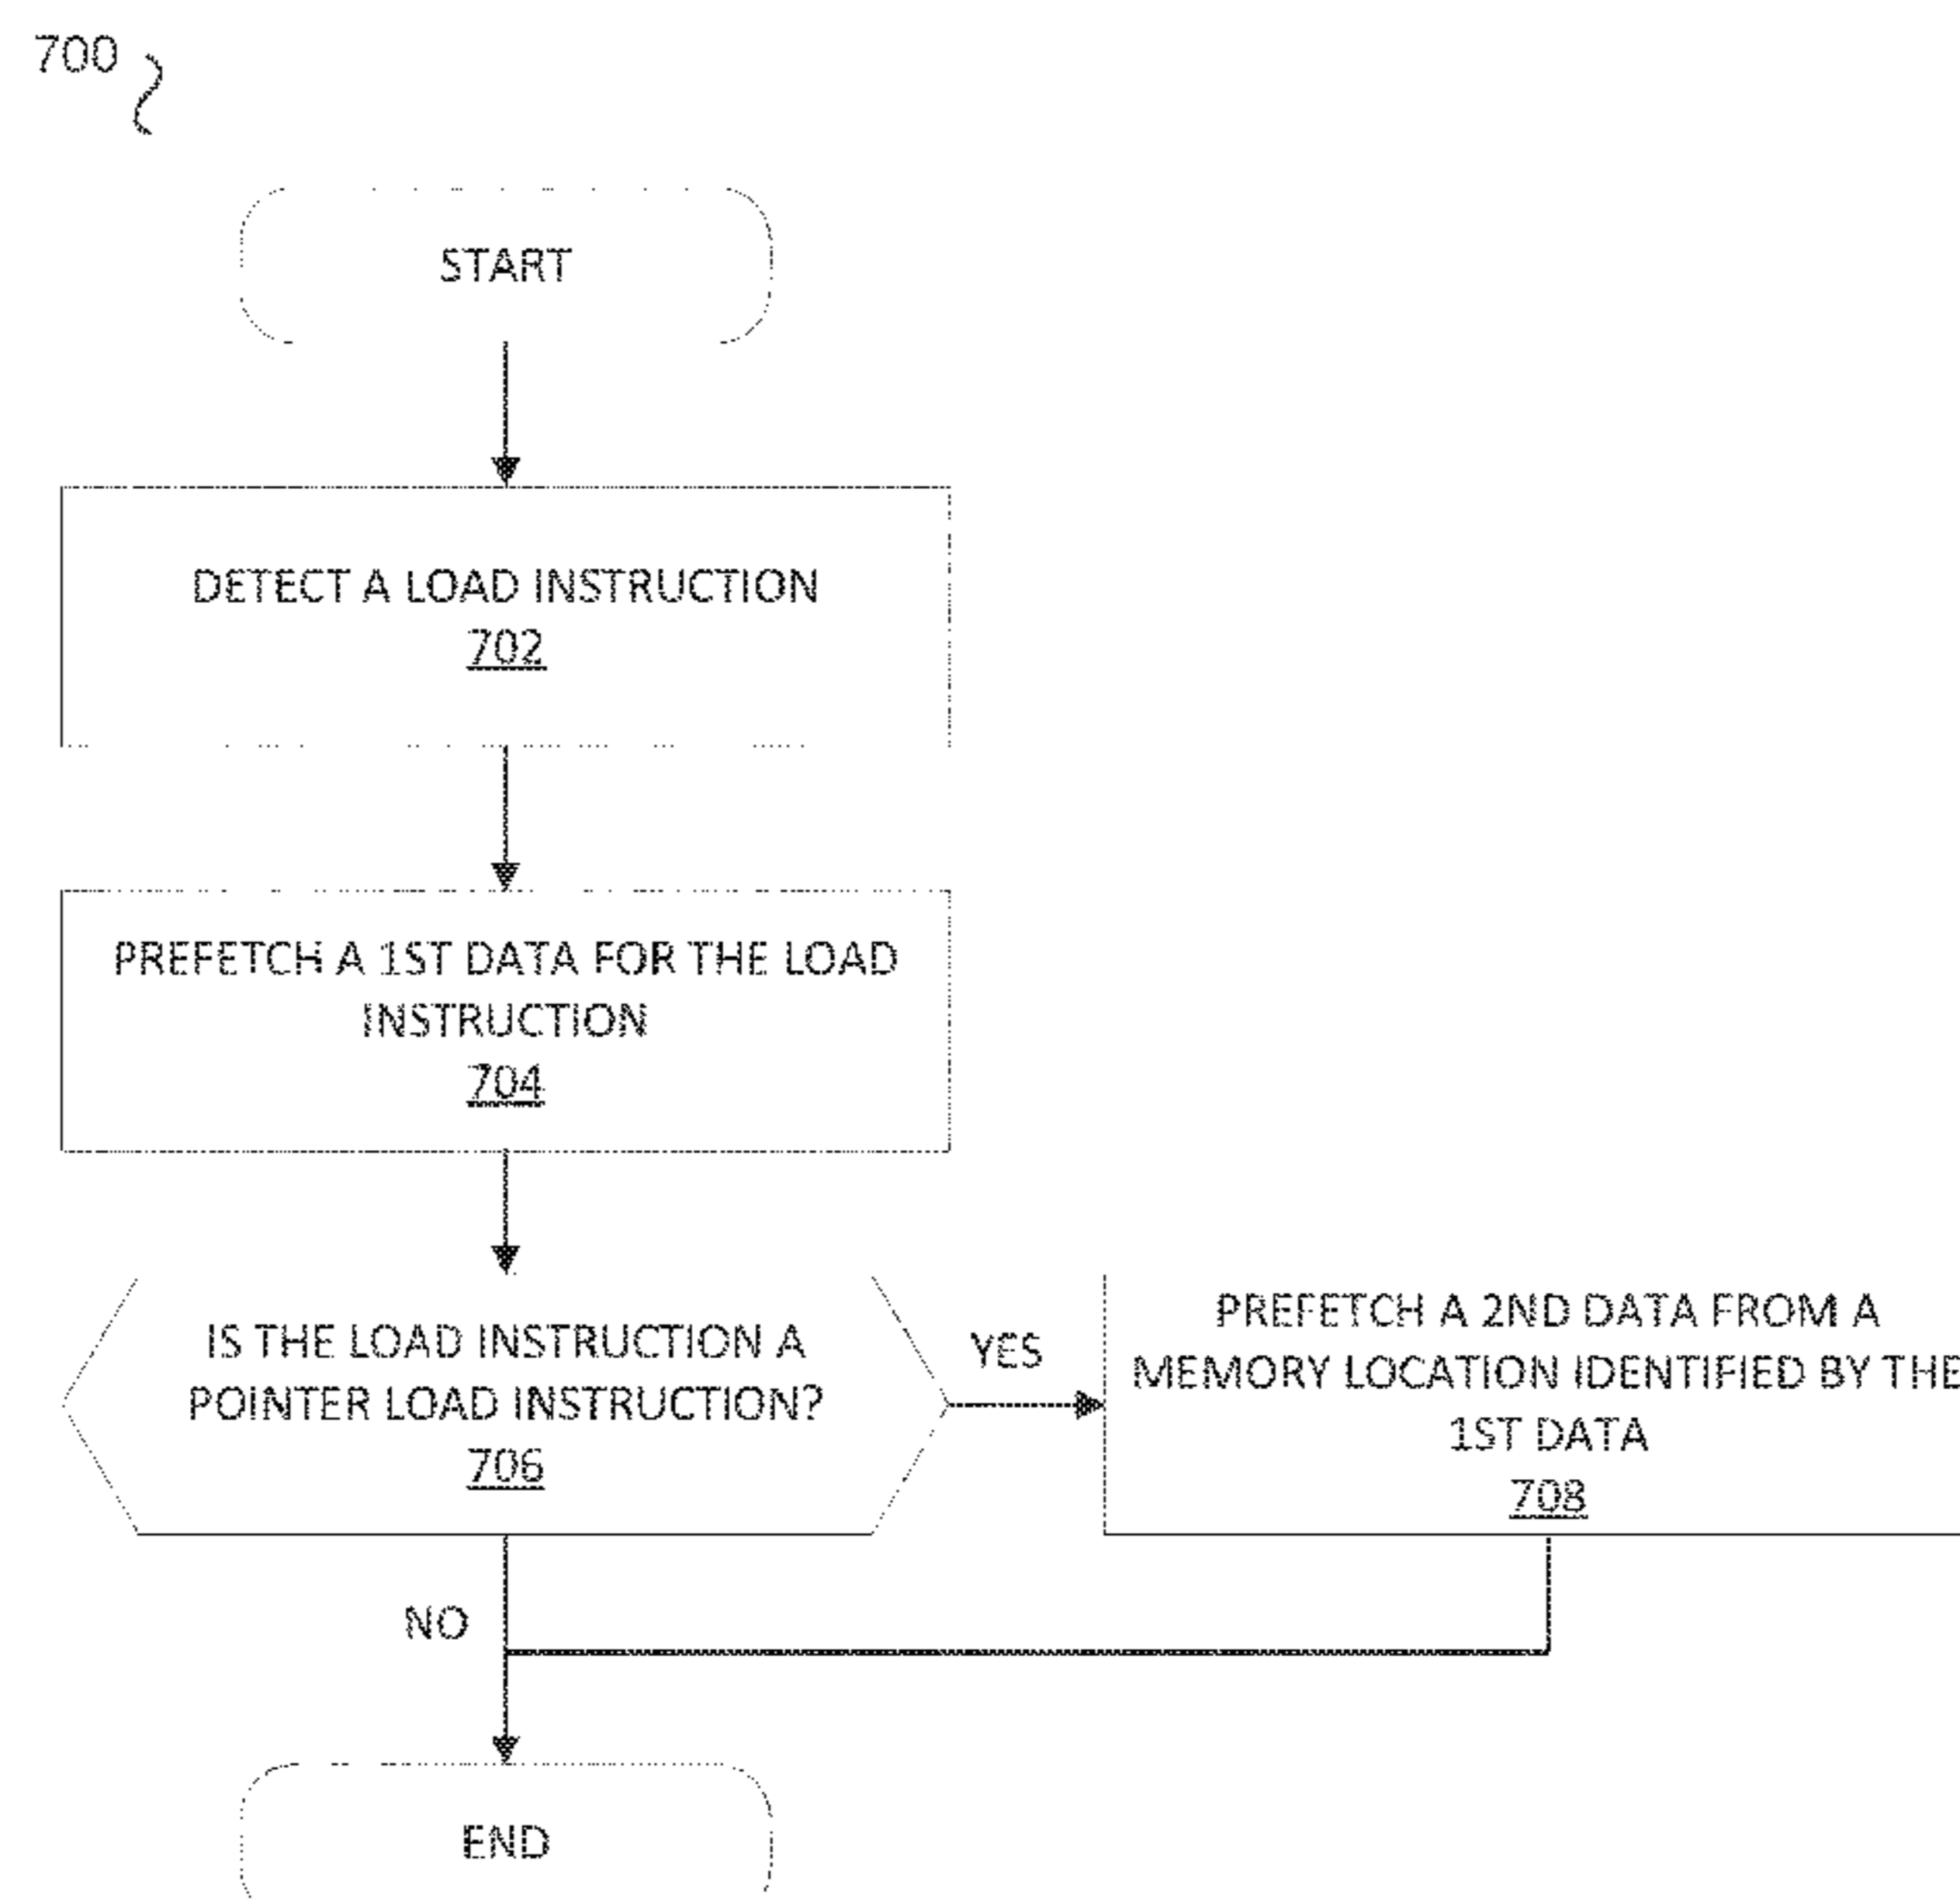 700
START
DETECT A LOAD INSTRUCTION
702
PREFETCH A 1ST DATA FOR THE LOAD
INSTRUCTION
704
IS THE LOAD INSTRUCTION A
POINTER LOAD INSTRUCTION?
706
YES
PREFETCH A 2ND DATA FROM A
MEMORY LOCATION IDENTIFIED BY THE
1ST DATA
708
NO
END